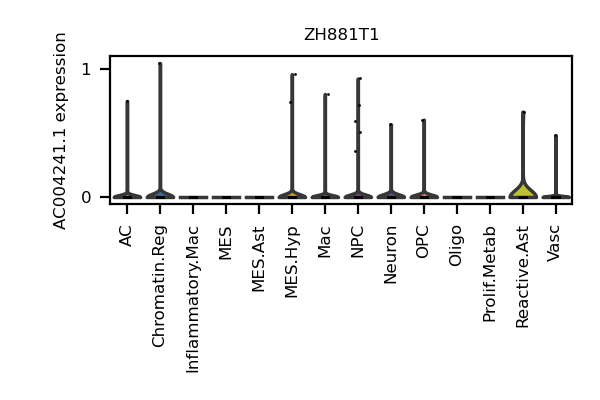 ZH881T1
AC004241.1 expression
1
0
AC
Chromatin.Reg
Inflammatory.Mac
MES
MES.Ast
MES.Hyp
Mac
NPC
Neuron
OPC
Oligo
Prolif.Metab
Reactive.Ast
Vasc